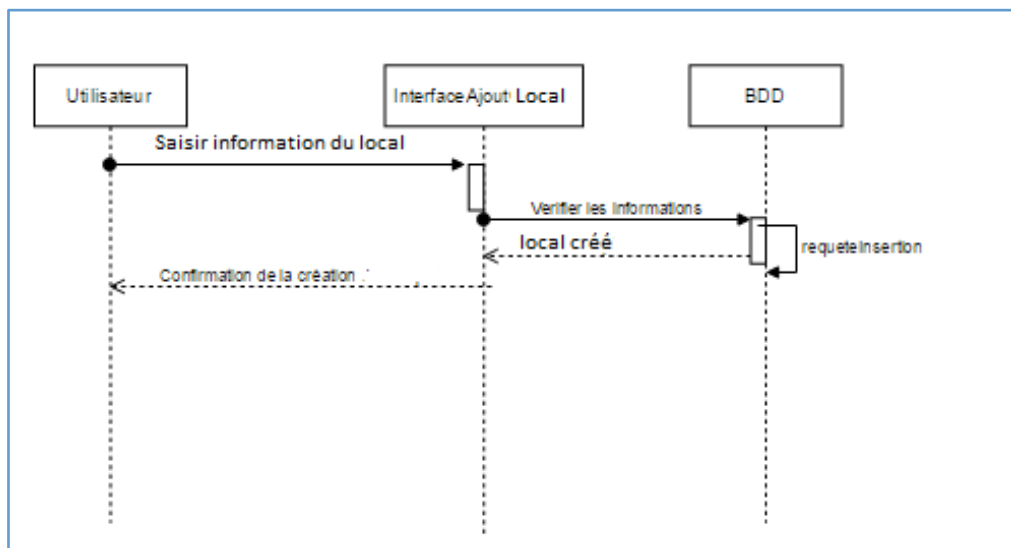 Utilisateur
Interface Ajout Local
BDD
Saisir information du local
Verifier les Informations
local créé
requeteInsertion
Confirmation de la création